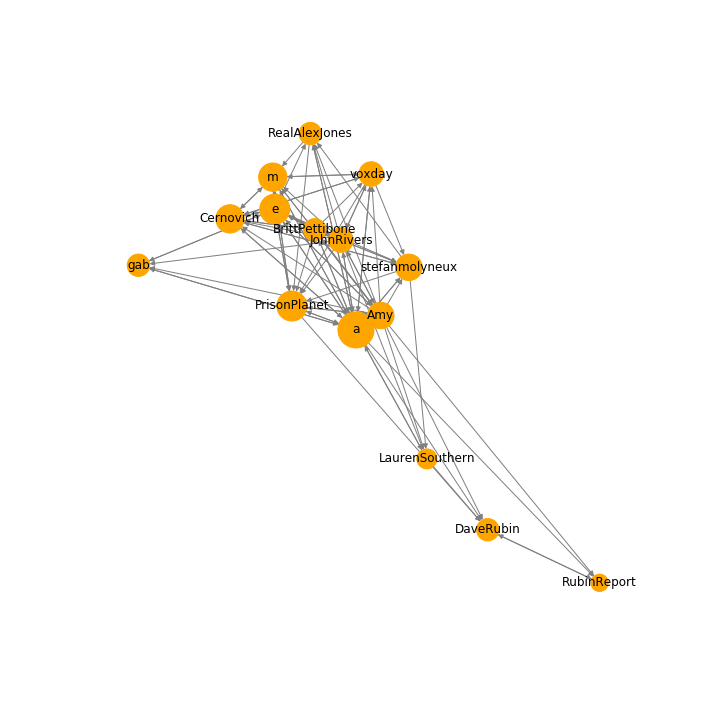 RealAlexJones
m
voxday
e
Cernovich
BrittPettibone
JohnRivers
gab
stefanmolyneux
PrisonPlanet
Amy
a
LaurenSouthern
DaveRubin
RubinReport